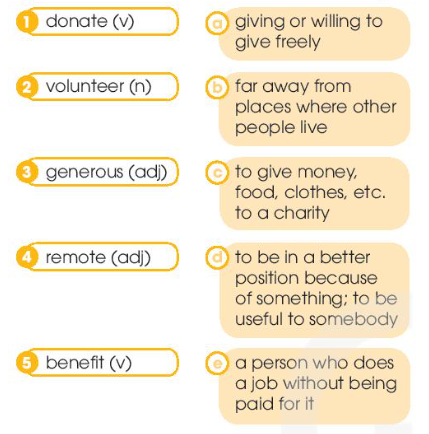 1 donate (v)
a giving or willing to
give freely
2 volunteer (n)
b far away from
places where other
people live
3 generous (adj)
c to give money,
food, clothes, etc.
to a charity
4 remote (adj)
d to be in a better
position because
of something; to be
useful to somebody
5 benefit (v)
e a person who does
a job without being
paid for it